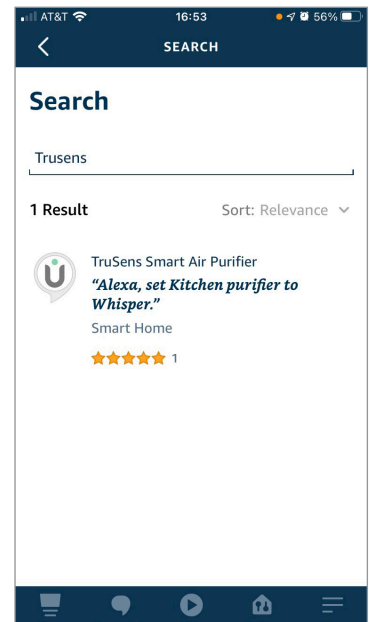 AT&T 16:53 56%
SEARCH
Search
Trusens
1 Result Sort: Relevance
TruSens Smart Air Purifier
“Alexa, set Kitchen purifier to
Whisper.”
Smart Home
1